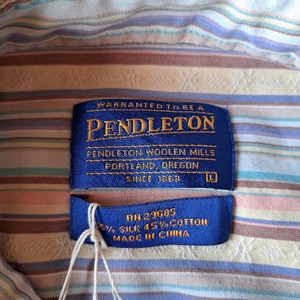 WARRANTED TO BE A
PENDLETON
PENDLETON WOOLEN MILLS
PORTLAND, OREGON
SINCE 1863 L
RN 29685
SILK 45% COTTON
MADE IN CHINA